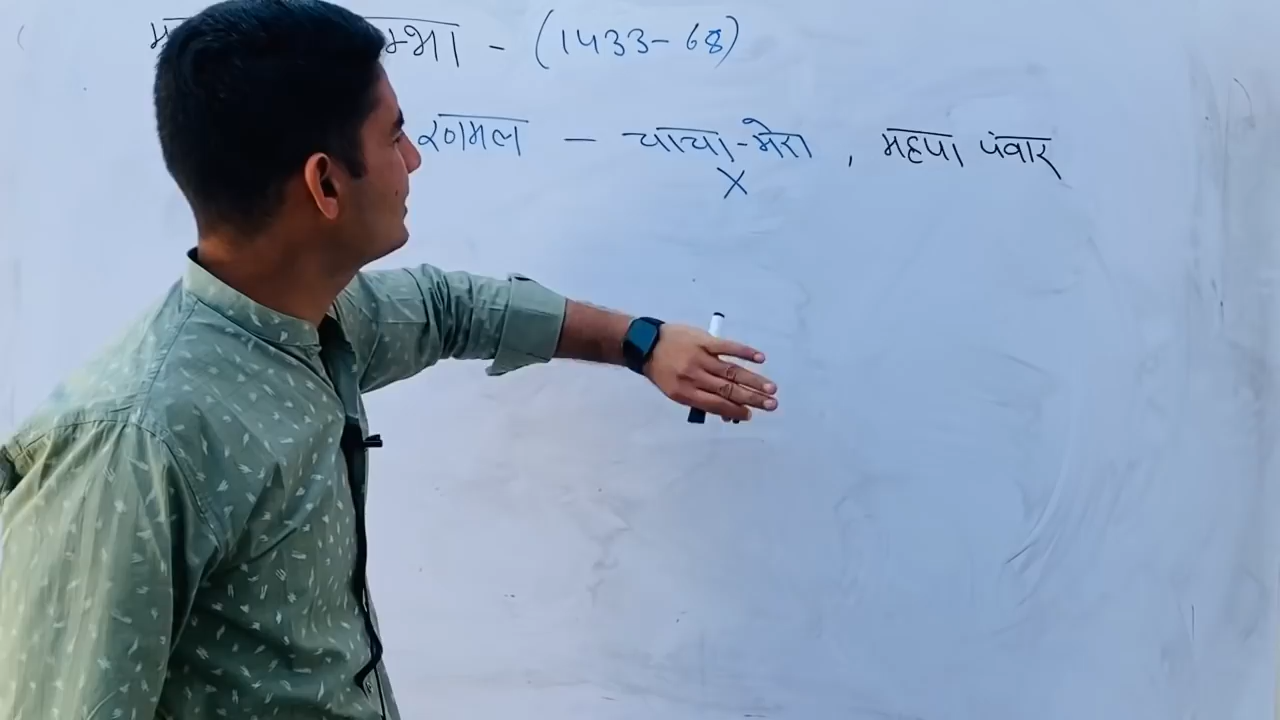 म्भा - (1433-68)
रणमल - चाचा-मेरा , महपा पंवार
X